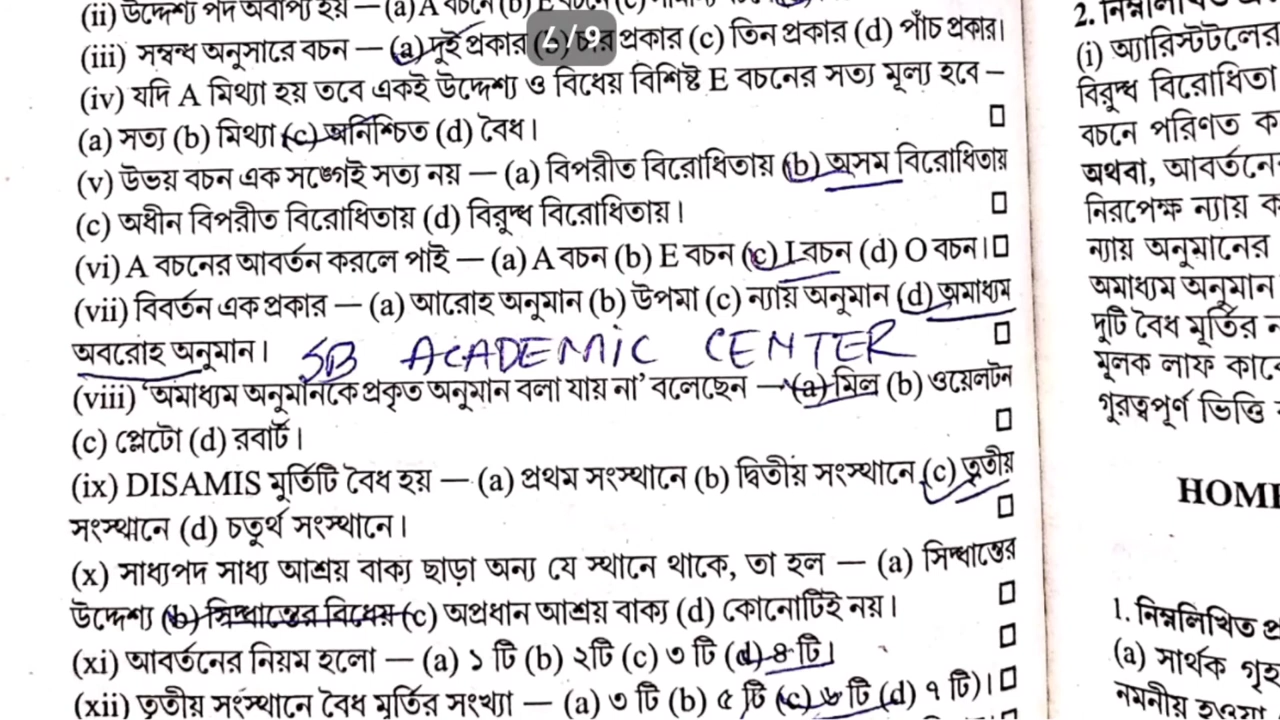 (ii) উদ্দেশ্য পদ অবাপ্য হয় — (a) A বচনে (b) E বচনে (c)
(iii) সম্বন্ধ অনুসারে বচন — (a) দুই প্রকার (b) চার প্রকার (c) তিন প্রকার (d) পাঁচ প্রকার।
(iv) যদি A মিথ্যা হয় তবে একই উদ্দেশ্য ও বিধেয় বিশিষ্ট E বচনের সত্য মূল্য হবে –
(a) সত্য (b) মিথ্যা (c) অনিশ্চিত (d) বৈধ।
(v) উভয় বচন এক সঙ্গেই সত্য নয় — (a) বিপরীত বিরোধিতায় (b) অসম বিরোধিতায়
(c) অধীন বিপরীত বিরোধিতায় (d) বিরুদ্ধ বিরোধিতায়।
(vi) A বচনের আবর্তন করলে পাই — (a) A বচন (b) E বচন (c) I বচন (d) O বচন।
(vii) বিবর্তন এক প্রকার — (a) আরোহ অনুমান (b) উপমা (c) ন্যায় অনুমান (d) অমাধ্যম
অবরোহ অনুমান। SB ACADEMIC CENTER
(viii) 'অমাধ্যম অনুমানকে প্রকৃত অনুমান বলা যায় না' বলেছেন — (a) মিল (b) ওয়েলটন
(c) প্লেটো (d) রবার্ট।
(ix) DISAMIS মূর্তিটি বৈধ হয় — (a) প্রথম সংস্থানে (b) দ্বিতীয় সংস্থানে (c) তৃতীয়
সংস্থানে (d) চতুর্থ সংস্থানে।
(x) সাধ্যপদ সাধ্য আশ্রয় বাক্য ছাড়া অন্য যে স্থানে থাকে, তা হল — (a) সিদ্ধান্তের
উদ্দেশ্য (b) সিদ্ধান্তের বিধেয় (c) অপ্রধান আশ্রয় বাক্য (d) কোনোটিই নয়।
(xi) আবর্তনের নিয়ম হলো — (a) ১ টি (b) ২টি (c) ৩ টি (d) ৪ টি।
(xii) তৃতীয় সংস্থানে বৈধ মূর্তির সংখ্যা — (a) ৩ টি (b) ৫ টি (c) ৬ টি (d) ৭ টি)।
(i) অ্যারিস্টটলের
বিরুদ্ধ বিরোধিতা
বচনে পরিণত ক
অথবা, আবর্তনে
নিরপেক্ষ ন্যায় ক
ন্যায় অনুমানের
অমাধ্যম অনুমান
দুটি বৈধ মূর্তির ন
মূলক লাফ কাকে
গুরত্বপূর্ণ ভিত্তি
HOME
1. নিম্নলিখিত প্র
(a) সার্থক গৃহ
নমনীয় হওয়া